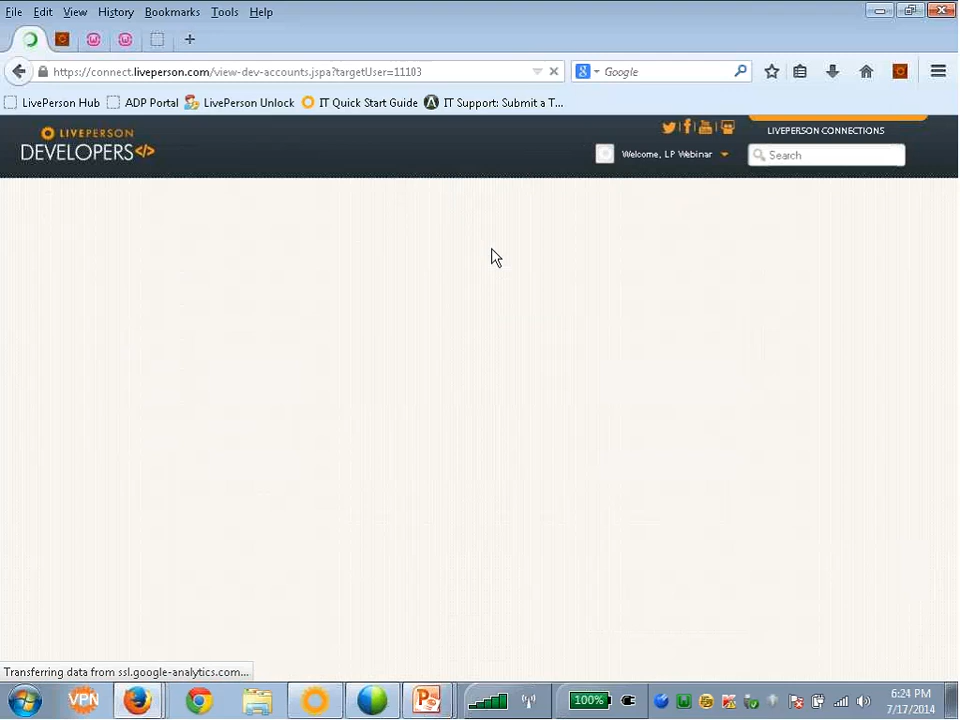 File Edit View History Bookmarks Tools Help
https://connect.liveperson.com/view-dev-accounts.jspa?targetUser=11103
Google
LivePerson Hub ADP Portal LivePerson Unlock IT Quick Start Guide IT Support: Submit a T...
LIVEPERSON
DEVELOPERS</>
LIVEPERSON CONNECTIONS
Welcome, LP Webinar
Search
Transferring data from ssl.google-analytics.com...
VPN
100%
6:24 PM
7/17/2014